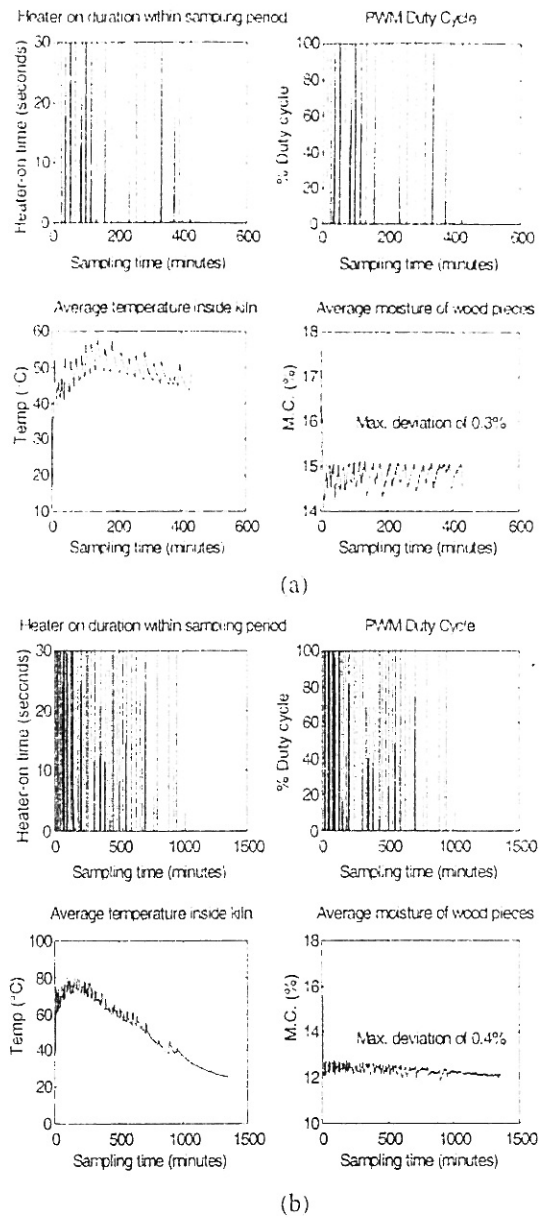 Heater on duration within sampling period
PWM Duty Cycle
Heater-on time (seconds)
30
20
10
0
0 200 400 600
Sampling time (minutes)
% Duty cycle
100
80
60
40
20
0
0 200 400 600
Sampling time (minutes)
Average temperature inside kiln
Average moisture of wood pieces
Temp (°C)
60
50
40
30
20
10
0 200 400 600
Sampling time (minutes)
M.C. (%)
18
17
16
15
14
Max. deviation of 0.3%
0 200 400 600
Sampling time (minutes)
(a)
Heater on duration within sampling period
PWM Duty Cycle
Heater-on time (seconds)
30
20
10
0
0 500 1000 1500
Sampling time (minutes)
% Duty cycle
100
80
60
40
20
0
0 500 1000 1500
Sampling time (minutes)
Average temperature inside kiln
Average moisture of wood pieces
Temp (°C)
100
80
60
40
20
0
0 500 1000 1500
Sampling time (minutes)
M.C. (%)
18
16
14
12
10
Max. deviation of 0.4%
0 500 1000 1500
Sampling time (minutes)
(b)